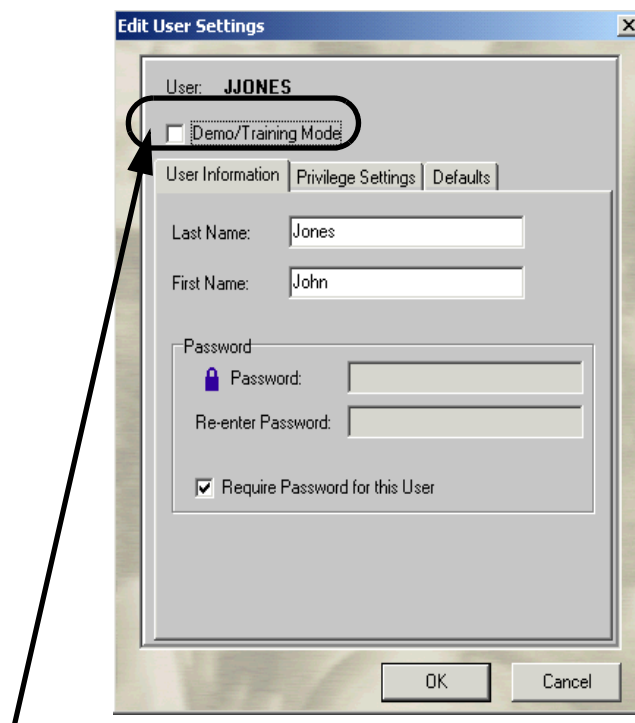 Edit User Settings
User: JJONES
Demo/Training Mode
User Information Privilege Settings Defaults
Last Name: Jones
First Name: John
Password
Password:
Re-enter Password:
Require Password for this User
OK Cancel